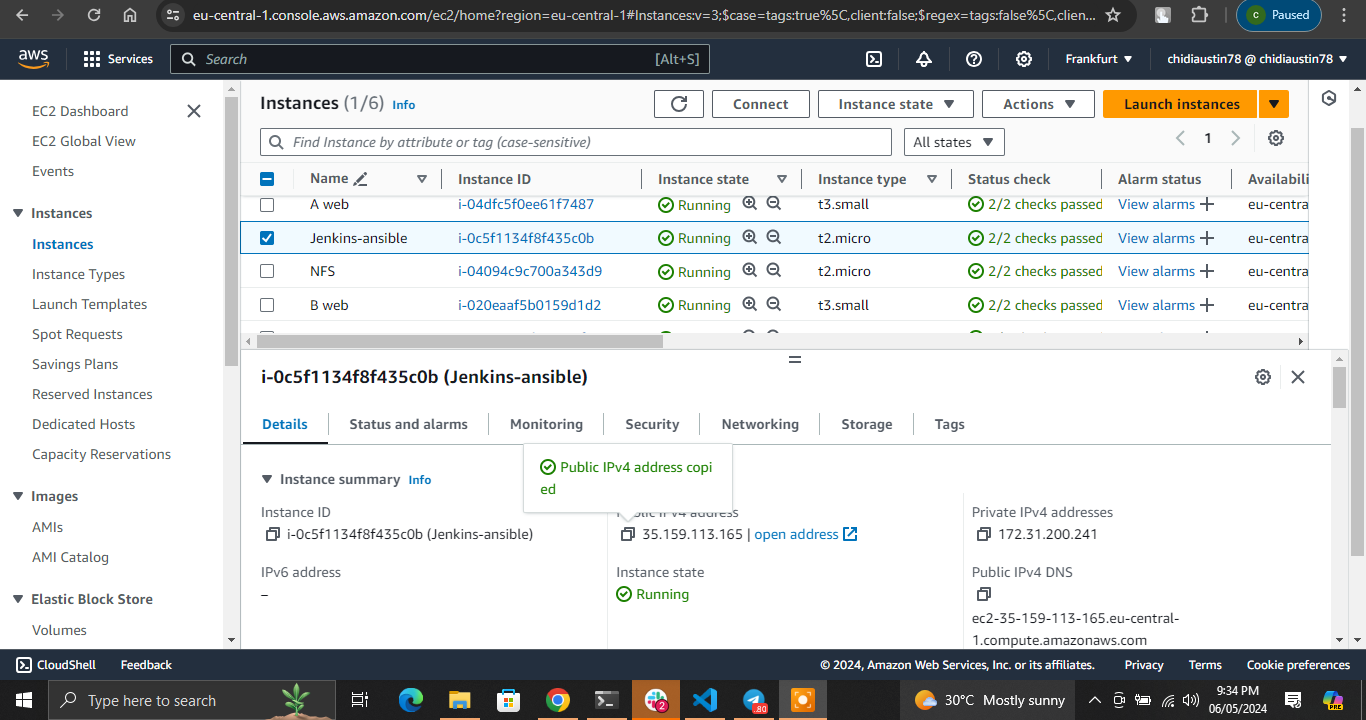 eu-central-1.console.aws.amazon.com/ec2/home?region=eu-central-1#Instances:v=3;$case=tags:true%5C,client:false;$regex=tags:false%5C,clien...
C Paused
aws Services Search [Alt+S] Frankfurt chidiaustin78 @ chidiaustin78
EC2 Dashboard
EC2 Global View
Events
Instances
Instances
Instance Types
Launch Templates
Spot Requests
Savings Plans
Reserved Instances
Dedicated Hosts
Capacity Reservations
Images
AMIs
AMI Catalog
Elastic Block Store
Volumes
Instances (1/6) Info Connect Instance state Actions Launch instances
Find Instance by attribute or tag (case-sensitive) All states 1
Name Instance ID Instance state Instance type Status check Alarm status Availabili
A web i-04dfc5f0ee61f7487 Running t3.small 2/2 checks passed View alarms eu-centra
Jenkins-ansible i-0c5f1134f8f435c0b Running t2.micro 2/2 checks passed View alarms eu-centra
NFS i-04094c9c700a343d9 Running t2.micro 2/2 checks passed View alarms eu-centra
B web i-020eaaf5b0159d1d2 Running t3.small 2/2 checks passed View alarms eu-centra
i-0c5f1134f8f435c0b (Jenkins-ansible)
Details Status and alarms Monitoring Security Networking Storage Tags
Public IPv4 address copi
ed
Instance summary Info
Instance ID
i-0c5f1134f8f435c0b (Jenkins-ansible)
IPv6 address
–
Public IPv4 address
35.159.113.165 | open address
Instance state
Running
Private IPv4 addresses
172.31.200.241
Public IPv4 DNS
ec2-35-159-113-165.eu-central-
1.compute.amazonaws.com
CloudShell Feedback © 2024, Amazon Web Services, Inc. or its affiliates. Privacy Terms Cookie preferences
Type here to search 2 80 30°C Mostly sunny PRE
9:34 PM
06/05/2024